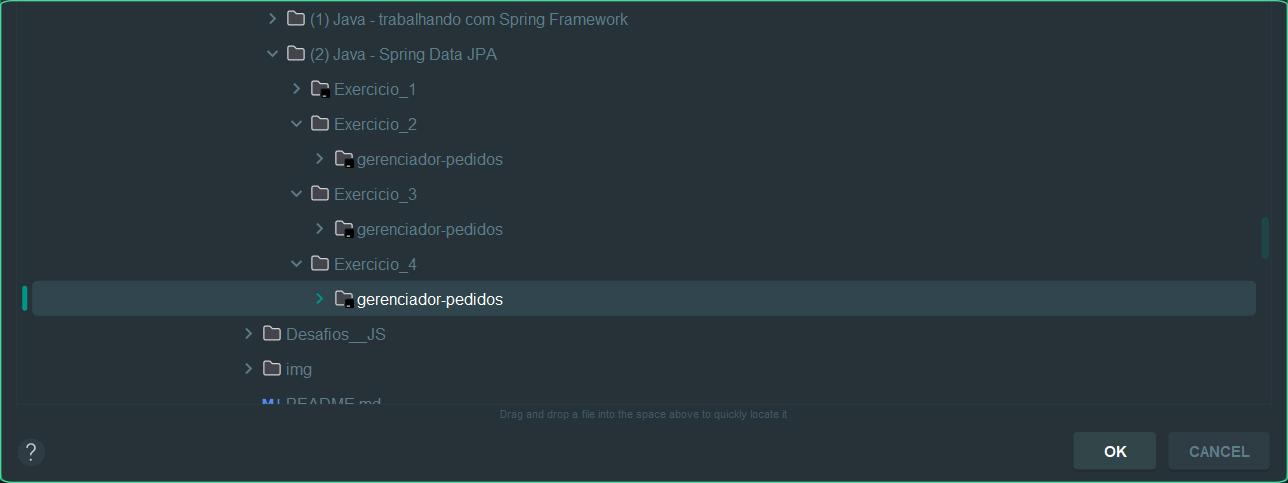 (1) Java - trabalhando com Spring Framework
(2) Java - Spring Data JPA
Exercicio_1
Exercicio_2
gerenciador-pedidos
Exercicio_3
gerenciador-pedidos
Exercicio_4
gerenciador-pedidos
Desafios__JS
img
README.md
Drag and drop a file into the space above to quickly locate it
?
OK
CANCEL